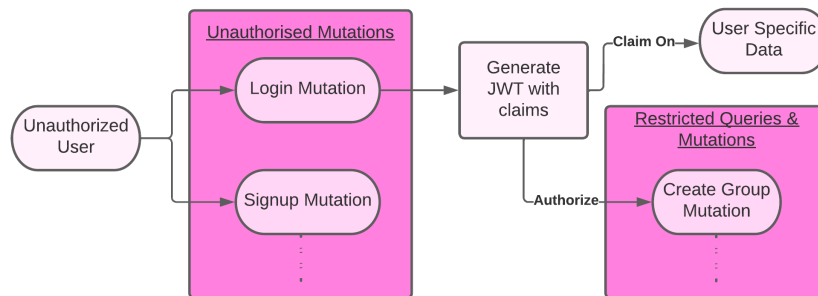 Unauthorised Mutations
Login Mutation
Signup Mutation
Unauthorized
User
Generate
JWT with
claims
Claim On
User Specific
Data
Restricted Queries &
Mutations
Authorize
Create Group
Mutation